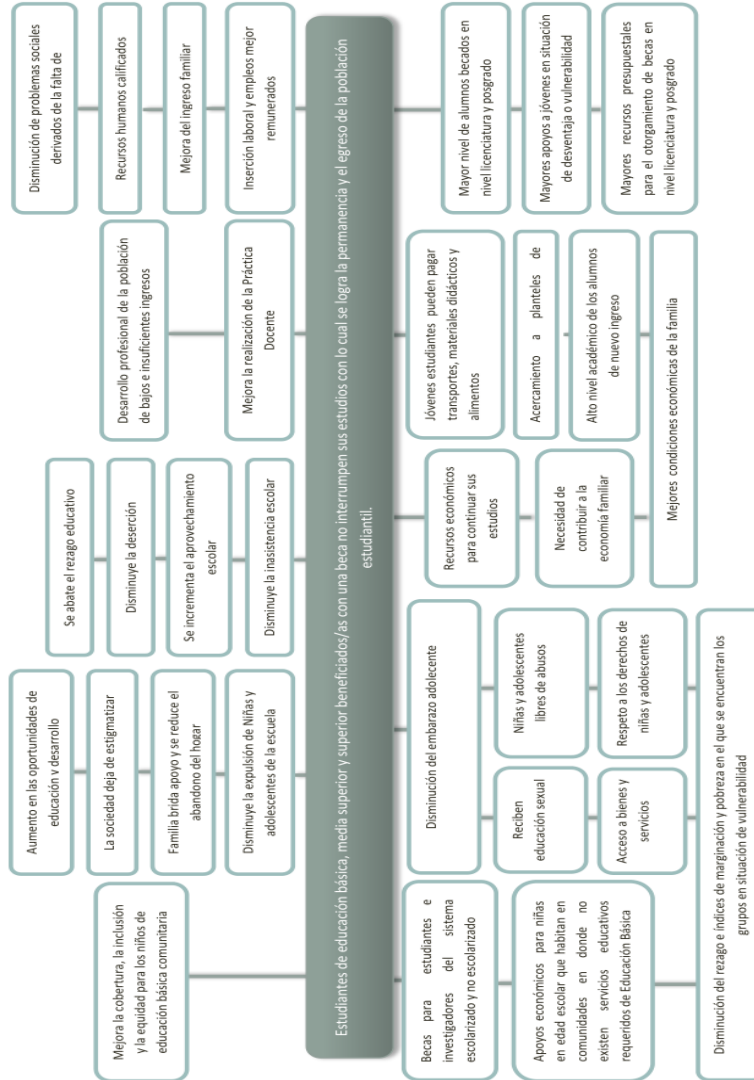 Mejora la cobertura, la inclusión
y la equidad para los niños de
educación básica comunitaria
Aumento en las oportunidades de
educación y desarrollo
La sociedad deja de estigmatizar
Familia brida apoyo y se reduce el
abandono del hogar
Disminuye la expulsión de Niñas y
adolescentes de la escuela
Se abate el rezago educativo
Disminuye la deserción
Se incrementa el aprovechamiento
escolar
Disminuye la inasistencia escolar
Desarrollo profesional de la población
de bajos e insuficientes ingresos
Mejora la realización de la Práctica
Docente
Disminución de problemas sociales
derivados de la falta de
Recursos humanos calificados
Mejora del ingreso familiar
Inserción laboral y empleos mejor
remunerados
Estudiantes de educación básica, media superior y superior beneficiados/as con una beca no interrumpen sus estudios con lo cual se logra la permanencia y el egreso de la población
estudiantil.
Becas para estudiantes e
investigadores del sistema
escolarizado y no escolarizado
Apoyos económicos para niñas
en edad escolar que habitan en
comunidades en donde no
existen servicios educativos
requeridos de Educación Básica
Disminución del embarazo adolecente
Reciben
educación sexual
Niñas y adolescentes
libres de abusos
Acceso a bienes y
servicios
Respeto a los derechos de
niñas y adolescentes
Disminución del rezago e índices de marginación y pobreza en el que se encuentran los
grupos en situación de vulnerabilidad
Recursos económicos
para continuar sus
estudios
Necesidad de
contribuir a la
economía familiar
Jóvenes estudiantes pueden pagar
transportes, materiales didácticos y
alimentos
Acercamiento a planteles de
Alto nivel académico de los alumnos
de nuevo ingreso
Mejores condiciones económicas de la familia
Mayor nivel de alumnos becados en
nivel licenciatura y posgrado
Mayores apoyos a jóvenes en situación
de desventaja o vulnerabilidad
Mayores recursos presupuestales
para el otorgamiento de becas en
nivel licenciatura y posgrado